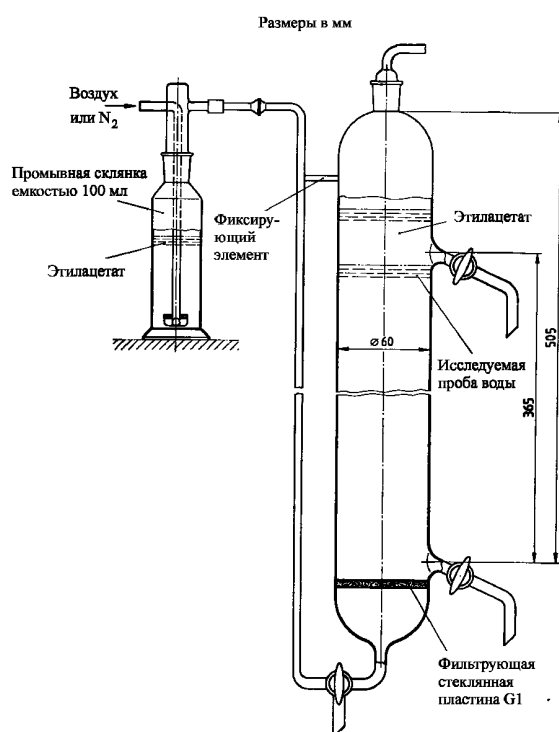 Размеры в мм
Воздух
или N₂
Промывная склянка
емкостью 100 мл
Этилацетат
Фиксиру-
ющий
элемент
Этилацетат
⌀60
Исследуемая
проба воды
365
505
Фильтрующая
стеклянная
пластина G1